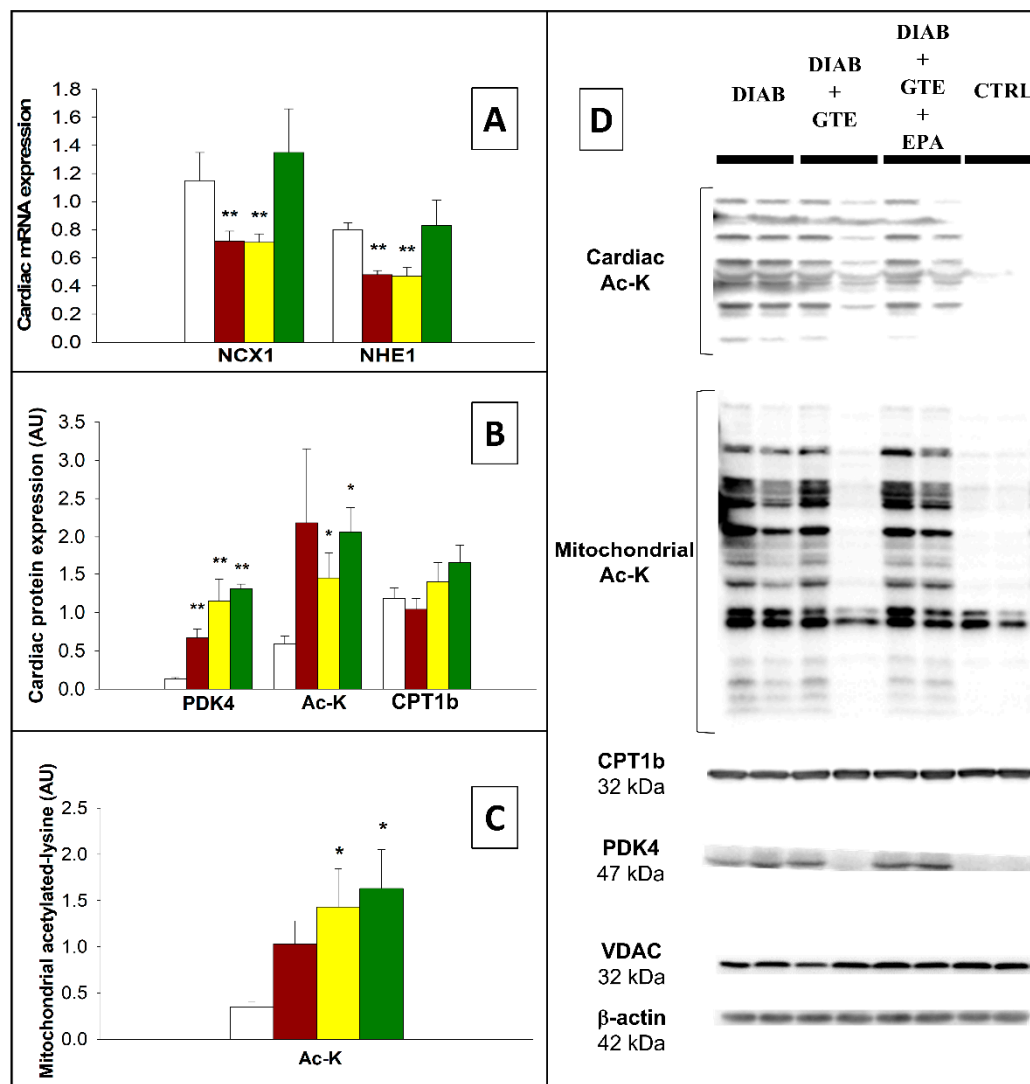 A
Cardiac mRNA expression
1.8
1.6
1.4
1.2
1.0
0.8
0.6
0.4
0.2
0.0
** **
** **
NCX1 NHE1
B
Cardiac protein expression (AU)
3.5
3.0
2.5
2.0
1.5
1.0
0.5
0.0
** ** **
* *
PDK4 Ac-K CPT1b
C
Mitochondrial acetylated-lysine (AU)
2.5
2.0
1.5
1.0
0.5
0.0
* *
Ac-K
D
DIAB
DIAB
+
GTE
DIAB
+
GTE
+
EPA
CTRL
Cardiac
Ac-K
Mitochondrial
Ac-K
CPT1b
32 kDa
PDK4
47 kDa
VDAC
32 kDa
β-actin
42 kDa